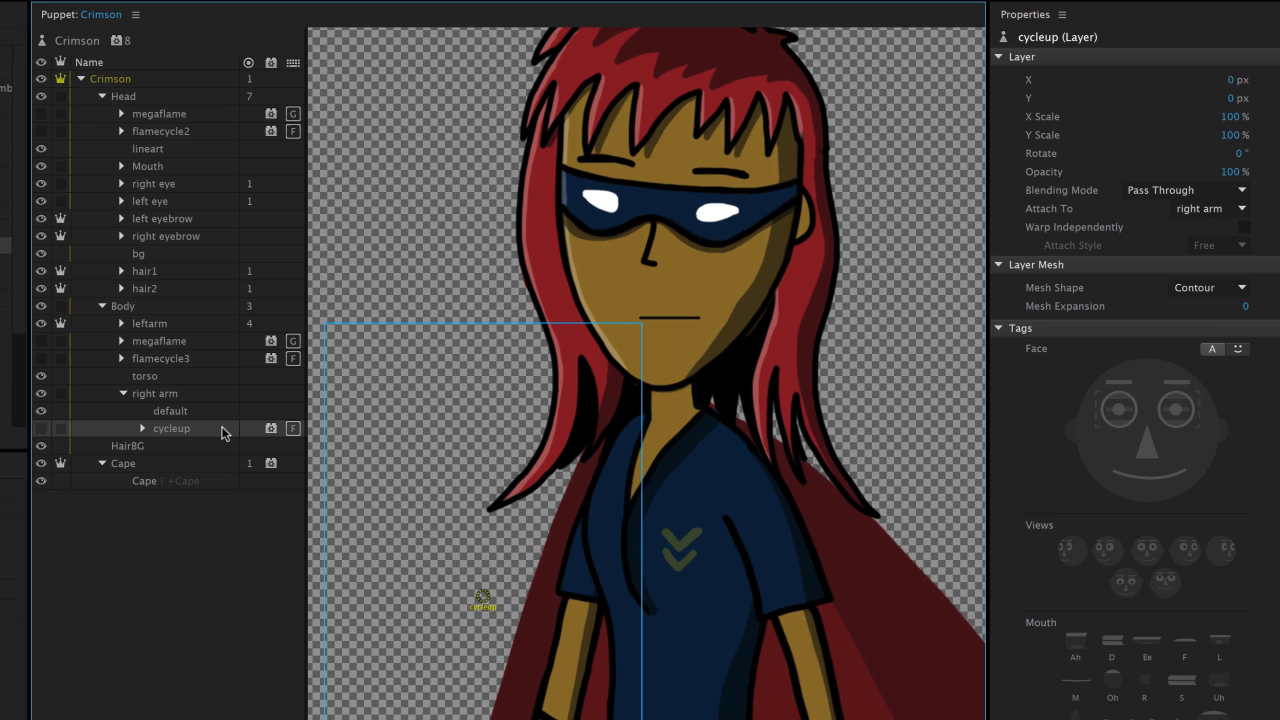 Puppet: Crimson
Crimson 8
Name
Crimson 1
Head 7
megaflame G
flamecycle2 F
lineart
Mouth
right eye 1
left eye 1
left eyebrow
right eyebrow
bg
hair1 1
hair2 1
Body 3
leftarm 4
megaflame G
flamecycle3 F
torso
right arm
default
cycleup F
HairBG
Cape 1
Cape | +Cape
cycleup
Properties
cycleup (Layer)
Layer
X 0 px
Y 0 px
X Scale 100 %
Y Scale 100 %
Rotate 0 °
Opacity 100 %
Blending Mode Pass Through
Attach To right arm
Warp Independently
Attach Style Free
Layer Mesh
Mesh Shape Contour
Mesh Expansion 0
Tags
Face A
Views
Mouth
Ah D Ee F L
M Oh R S Uh